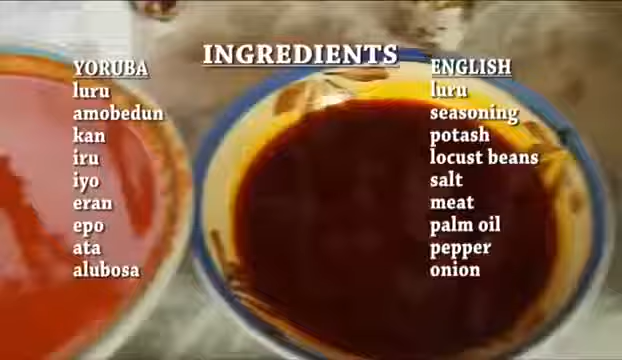 INGREDIENTS
YORUBA
luru
amobedun
kan
iru
iyo
eran
epo
ata
alubosa
ENGLISH
luru
seasoning
potash
locust beans
salt
meat
palm oil
pepper
onion